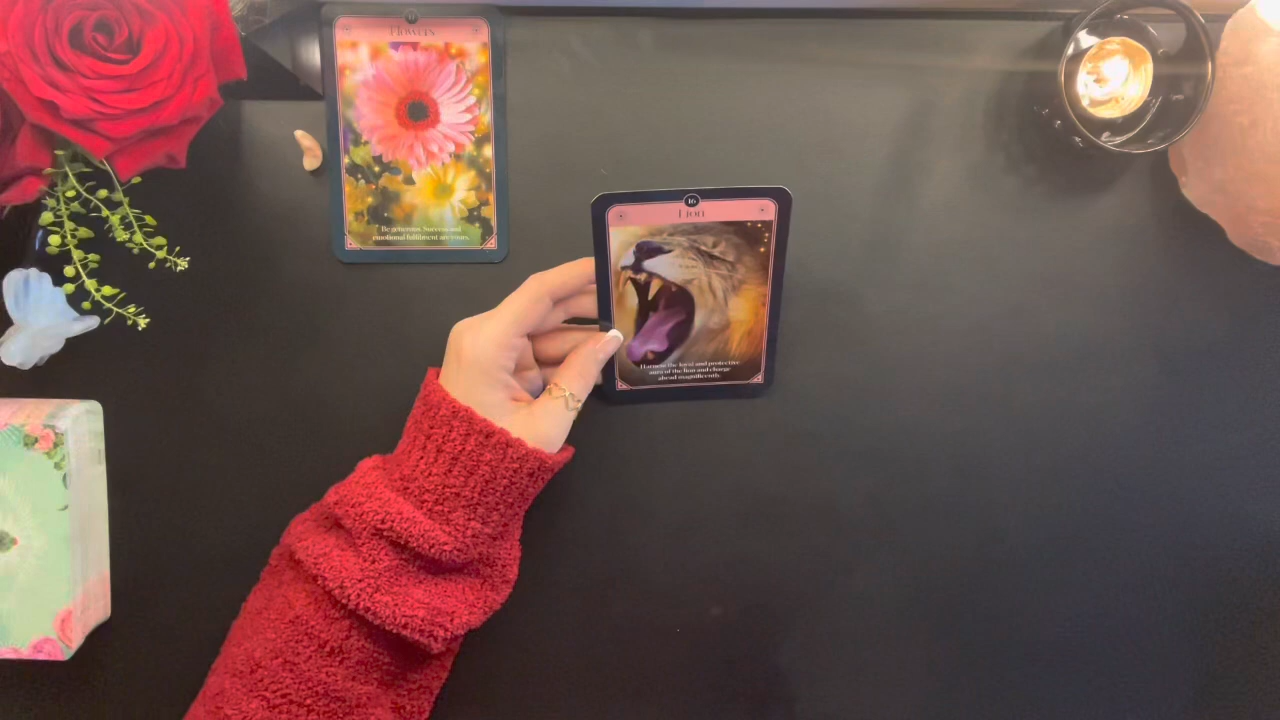 Flowers
Be generous. Success and
emotional fulfilment are yours.
16
Lion
Harness the loyal and protective
aura of the lion and charge
ahead magnificently.